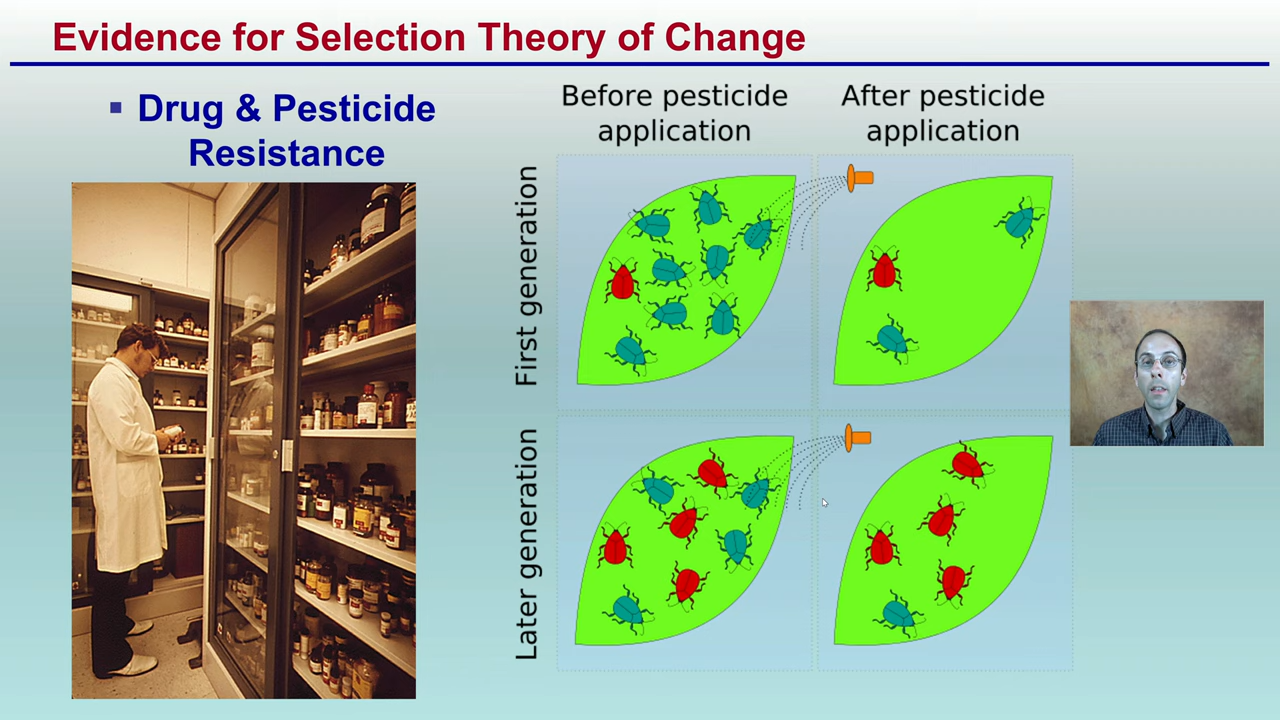 Evidence for Selection Theory of Change
Drug & Pesticide
Resistance
Before pesticide
application
After pesticide
application
First generation
Later generation